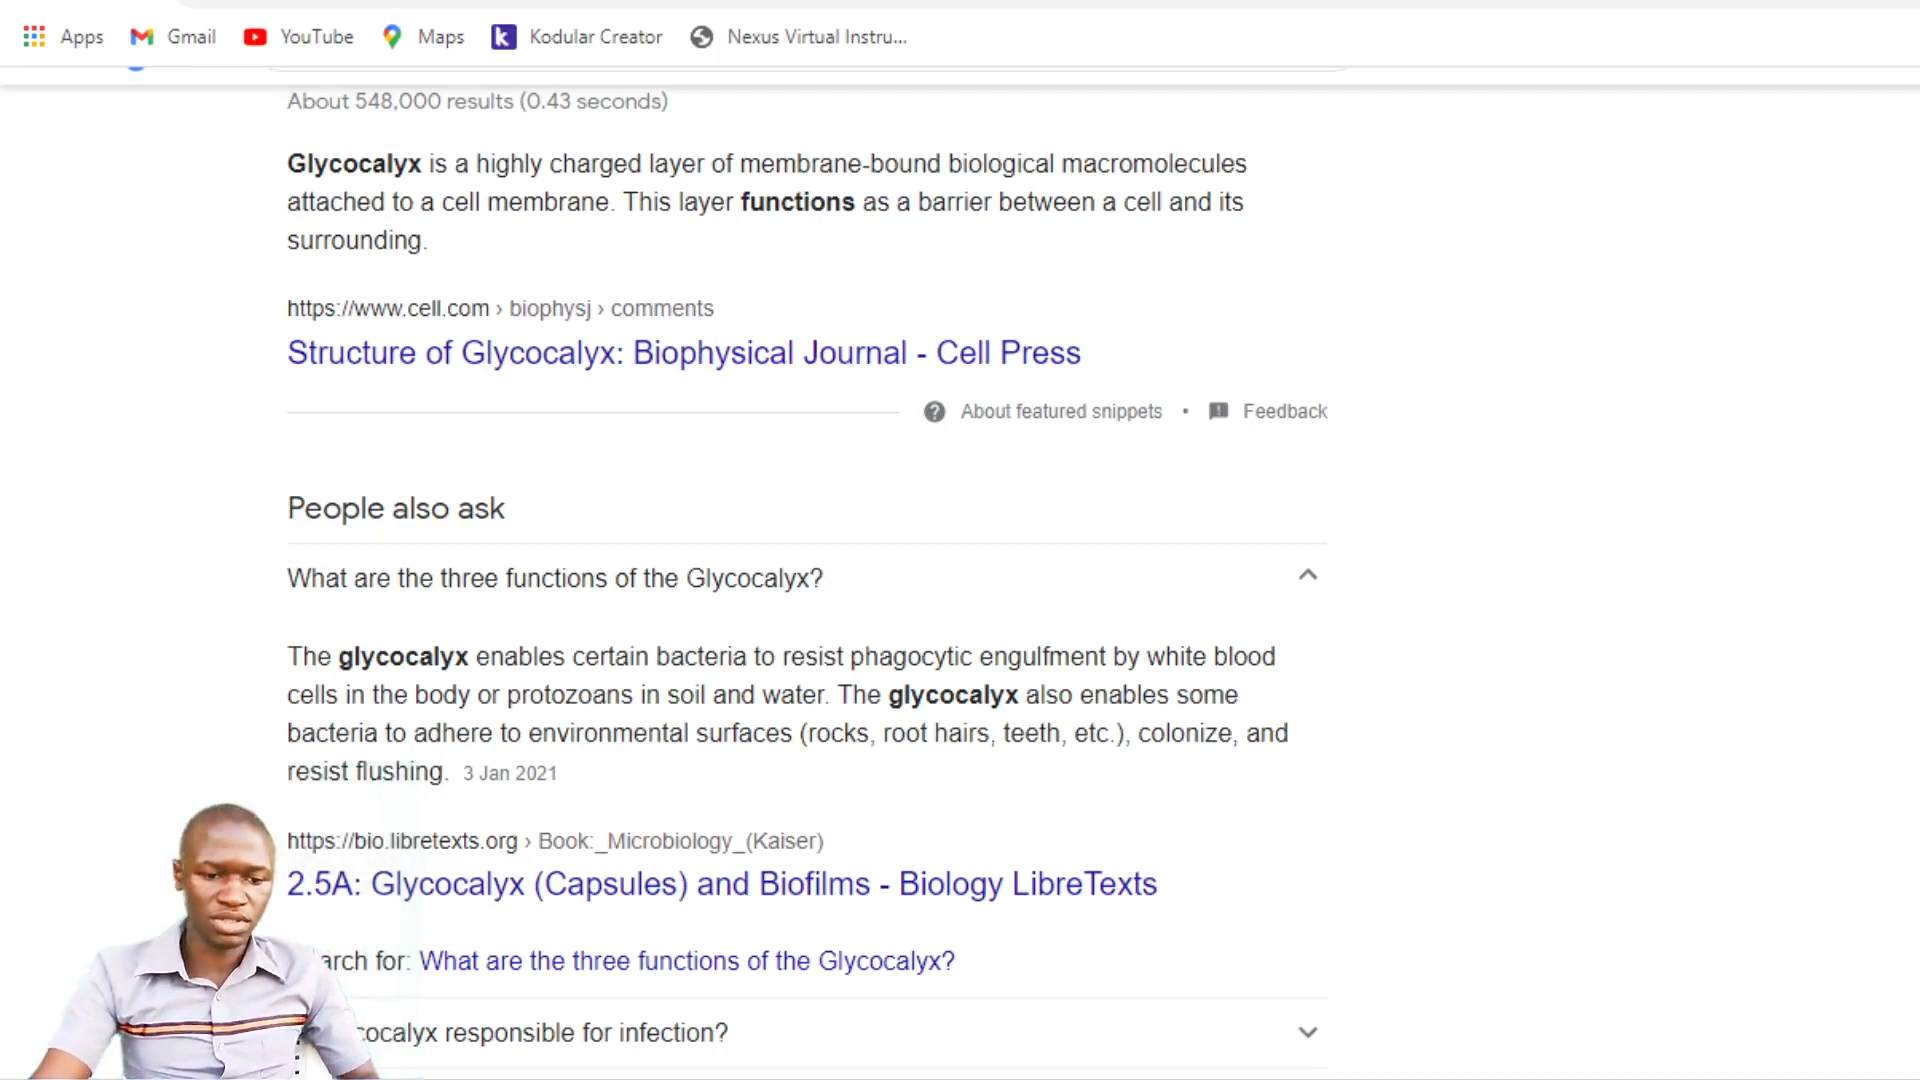 Apps Gmail YouTube Maps Kodular Creator Nexus Virtual Instru...
About 548,000 results (0.43 seconds)
Glycocalyx is a highly charged layer of membrane-bound biological macromolecules
attached to a cell membrane. This layer functions as a barrier between a cell and its
surrounding.
https://www.cell.com › biophysj › comments
Structure of Glycocalyx: Biophysical Journal - Cell Press
About featured snippets • Feedback
People also ask
What are the three functions of the Glycocalyx?
The glycocalyx enables certain bacteria to resist phagocytic engulfment by white blood
cells in the body or protozoans in soil and water. The glycocalyx also enables some
bacteria to adhere to environmental surfaces (rocks, root hairs, teeth, etc.), colonize, and
resist flushing. 3 Jan 2021
https://bio.libretexts.org › Book:_Microbiology_(Kaiser)
2.5A: Glycocalyx (Capsules) and Biofilms - Biology LibreTexts
arch for: What are the three functions of the Glycocalyx?
cocalyx responsible for infection?